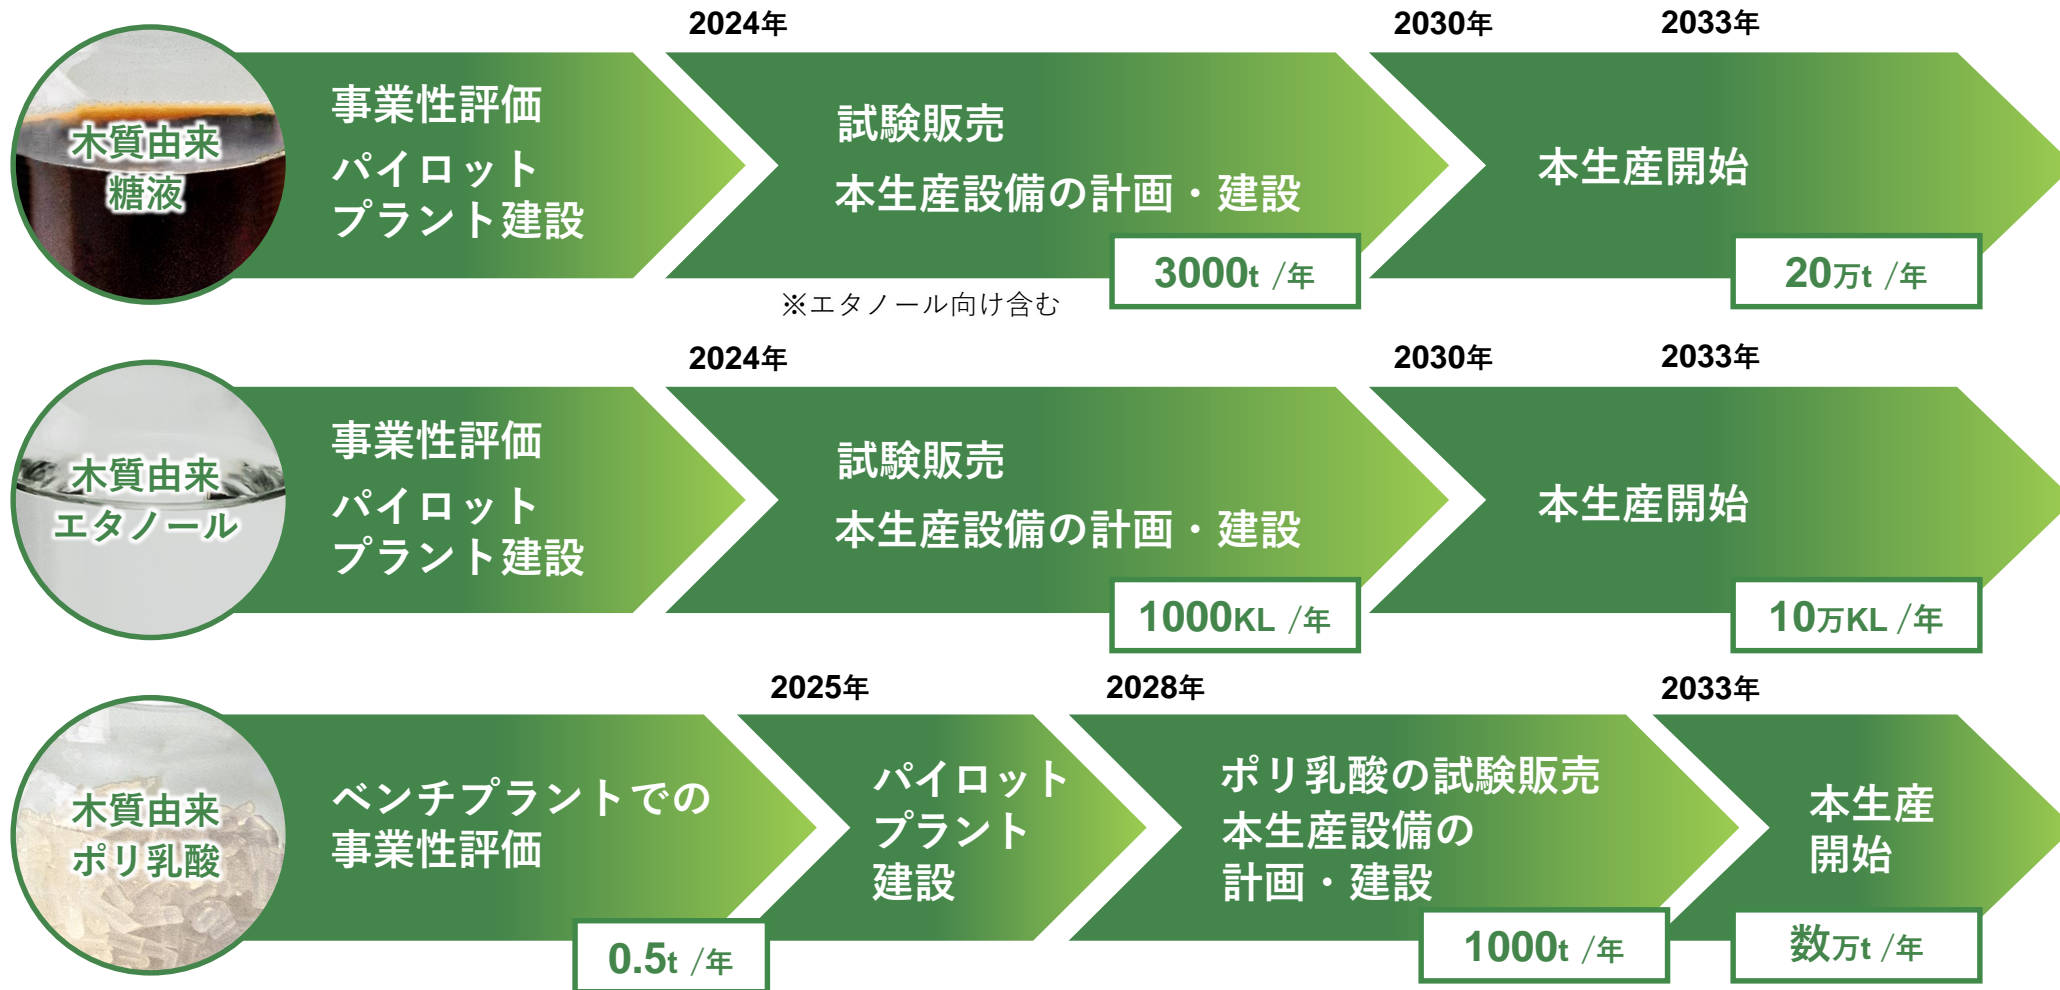 2024年
2030年
2033年
木質由来
糖液
事業性評価
パイロット
プラント建設
試験販売
本生産設備の計画・建設
3000t /年
※エタノール向け含む
本生産開始
20万t /年
2024年
2030年
2033年
木質由来
エタノール
事業性評価
パイロット
プラント建設
試験販売
本生産設備の計画・建設
1000KL /年
本生産開始
10万KL /年
2025年
2028年
2033年
木質由来
ポリ乳酸
ベンチプラントでの
事業性評価
0.5t /年
パイロット
プラント
建設
ポリ乳酸の試験販売
本生産設備の
計画・建設
1000t /年
本生産
開始
数万t /年